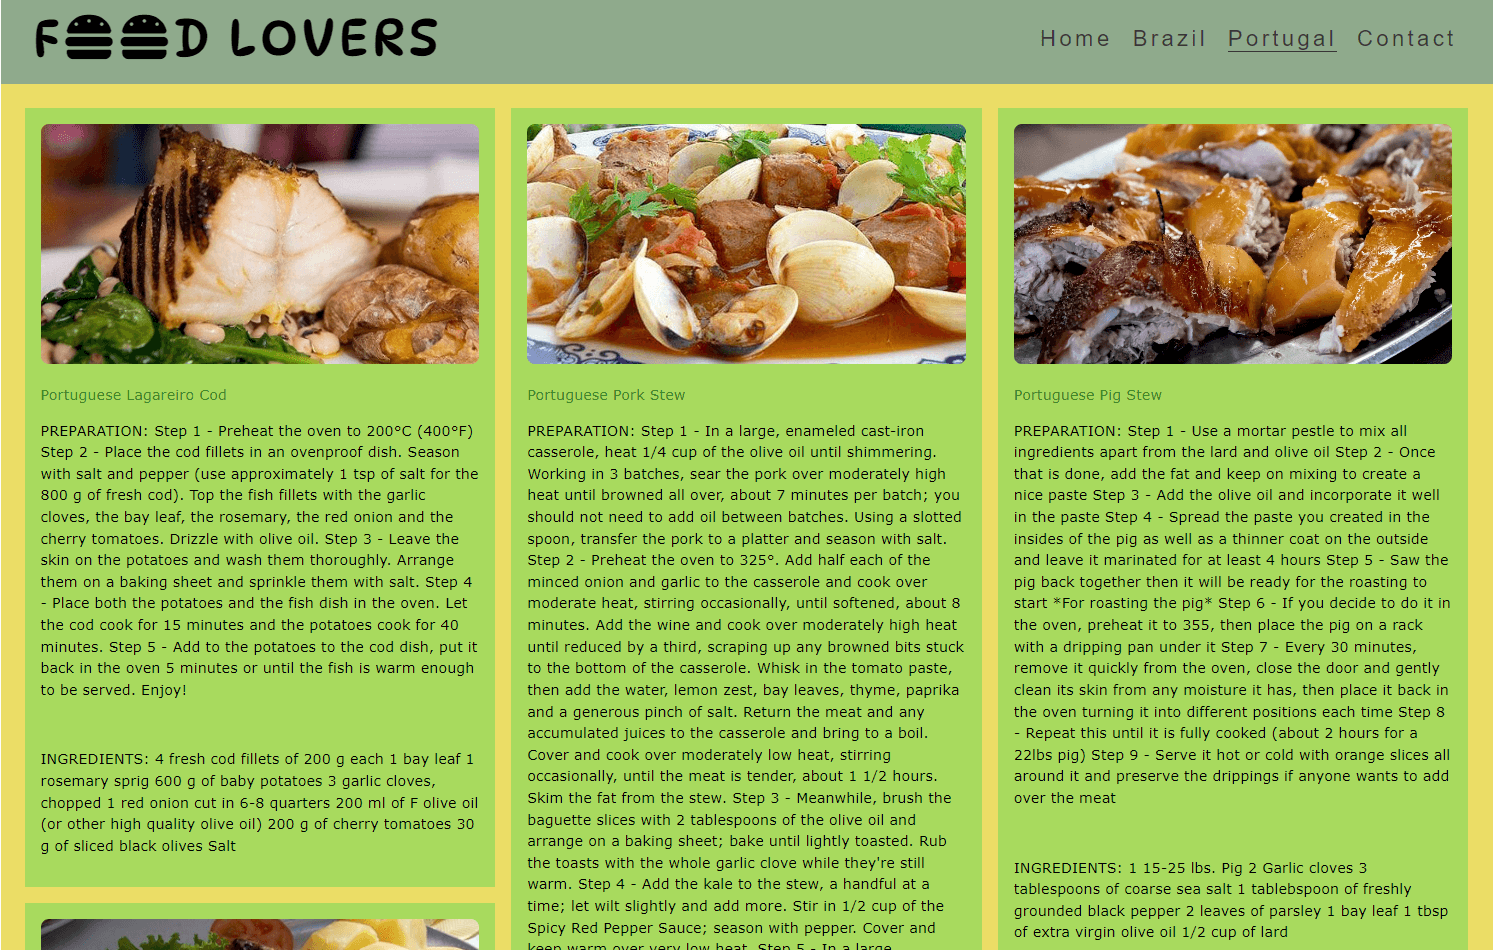 FOOD LOVERS
Home Brazil Portugal Contact
Portuguese Lagareiro Cod
PREPARATION: Step 1 - Preheat the oven to 200°C (400°F)
Step 2 - Place the cod fillets in an ovenproof dish. Season
with salt and pepper (use approximately 1 tsp of salt for the
800 g of fresh cod). Top the fish fillets with the garlic
cloves, the bay leaf, the rosemary, the red onion and the
cherry tomatoes. Drizzle with olive oil. Step 3 - Leave the
skin on the potatoes and wash them thoroughly. Arrange
them on a baking sheet and sprinkle them with salt. Step 4
- Place both the potatoes and the fish dish in the oven. Let
the cod cook for 15 minutes and the potatoes cook for 40
minutes. Step 5 - Add to the potatoes to the cod dish, put it
back in the oven 5 minutes or until the fish is warm enough
to be served. Enjoy!
INGREDIENTS: 4 fresh cod fillets of 200 g each 1 bay leaf 1
rosemary sprig 600 g of baby potatoes 3 garlic cloves,
chopped 1 red onion cut in 6-8 quarters 200 ml of F olive oil
(or other high quality olive oil) 200 g of cherry tomatoes 30
g of sliced black olives Salt
Portuguese Pork Stew
PREPARATION: Step 1 - In a large, enameled cast-iron
casserole, heat 1/4 cup of the olive oil until shimmering.
Working in 3 batches, sear the pork over moderately high
heat until browned all over, about 7 minutes per batch; you
should not need to add oil between batches. Using a slotted
spoon, transfer the pork to a platter and season with salt.
Step 2 - Preheat the oven to 325°. Add half each of the
minced onion and garlic to the casserole and cook over
moderate heat, stirring occasionally, until softened, about 8
minutes. Add the wine and cook over moderately high heat
until reduced by a third, scraping up any browned bits stuck
to the bottom of the casserole. Whisk in the tomato paste,
then add the water, lemon zest, bay leaves, thyme, paprika
and a generous pinch of salt. Return the meat and any
accumulated juices to the casserole and bring to a boil.
Cover and cook over moderately low heat, stirring
occasionally, until the meat is tender, about 1 1/2 hours.
Skim the fat from the stew. Step 3 - Meanwhile, brush the
baguette slices with 2 tablespoons of the olive oil and
arrange on a baking sheet; bake until lightly toasted. Rub
the toasts with the whole garlic clove while they're still
warm. Step 4 - Add the kale to the stew, a handful at a
time; let wilt slightly and add more. Stir in 1/2 cup of the
Spicy Red Pepper Sauce; season with pepper. Cover and
keep warm over very low heat. Step 5 - In a large,
Portuguese Pig Stew
PREPARATION: Step 1 - Use a mortar pestle to mix all
ingredients apart from the lard and olive oil Step 2 - Once
that is done, add the fat and keep on mixing to create a
nice paste Step 3 - Add the olive oil and incorporate it well
in the paste Step 4 - Spread the paste you created in the
insides of the pig as well as a thinner coat on the outside
and leave it marinated for at least 4 hours Step 5 - Saw the
pig back together then it will be ready for the roasting to
start *For roasting the pig* Step 6 - If you decide to do it in
the oven, preheat it to 355, then place the pig on a rack
with a dripping pan under it Step 7 - Every 30 minutes,
remove it quickly from the oven, close the door and gently
clean its skin from any moisture it has, then place it back in
the oven turning it into different positions each time Step 8
- Repeat this until it is fully cooked (about 2 hours for a
22lbs pig) Step 9 - Serve it hot or cold with orange slices all
around it and preserve the drippings if anyone wants to add
over the meat
INGREDIENTS: 1 15-25 lbs. Pig 2 Garlic cloves 3
tablespoons of coarse sea salt 1 tablebspoon of freshly
grounded black pepper 2 leaves of parsley 1 bay leaf 1 tbsp
of extra virgin olive oil 1/2 cup of lard